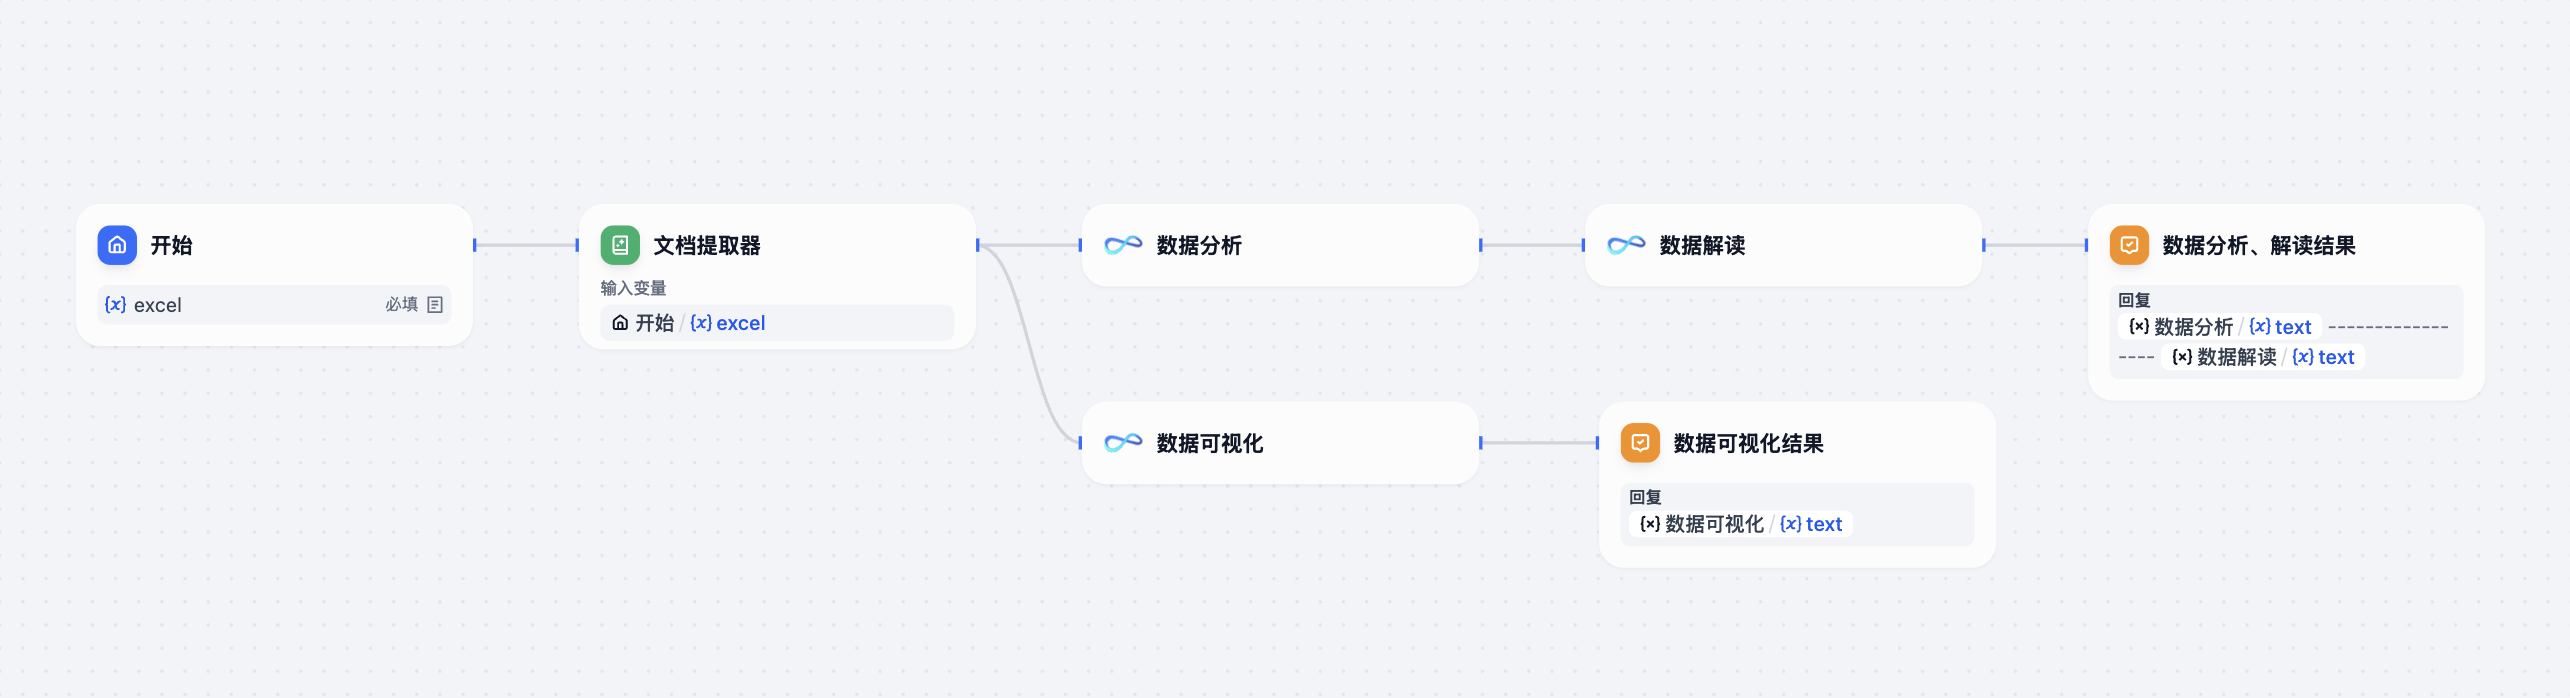 开始
{x} excel 必填
文档提取器
输入变量
开始 / {x} excel
数据分析
数据解读
数据分析、解读结果
回复
{x} 数据分析 / {x} text -------------
---- {x} 数据解读 / {x} text
数据可视化
数据可视化结果
回复
{x} 数据可视化 / {x} text